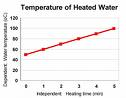 Temperature of Heated Water
Dependent: Water temperature (oC)
100
80
60
40
20
0
0 1 2 3 4 5
Independent: Heating time (min)